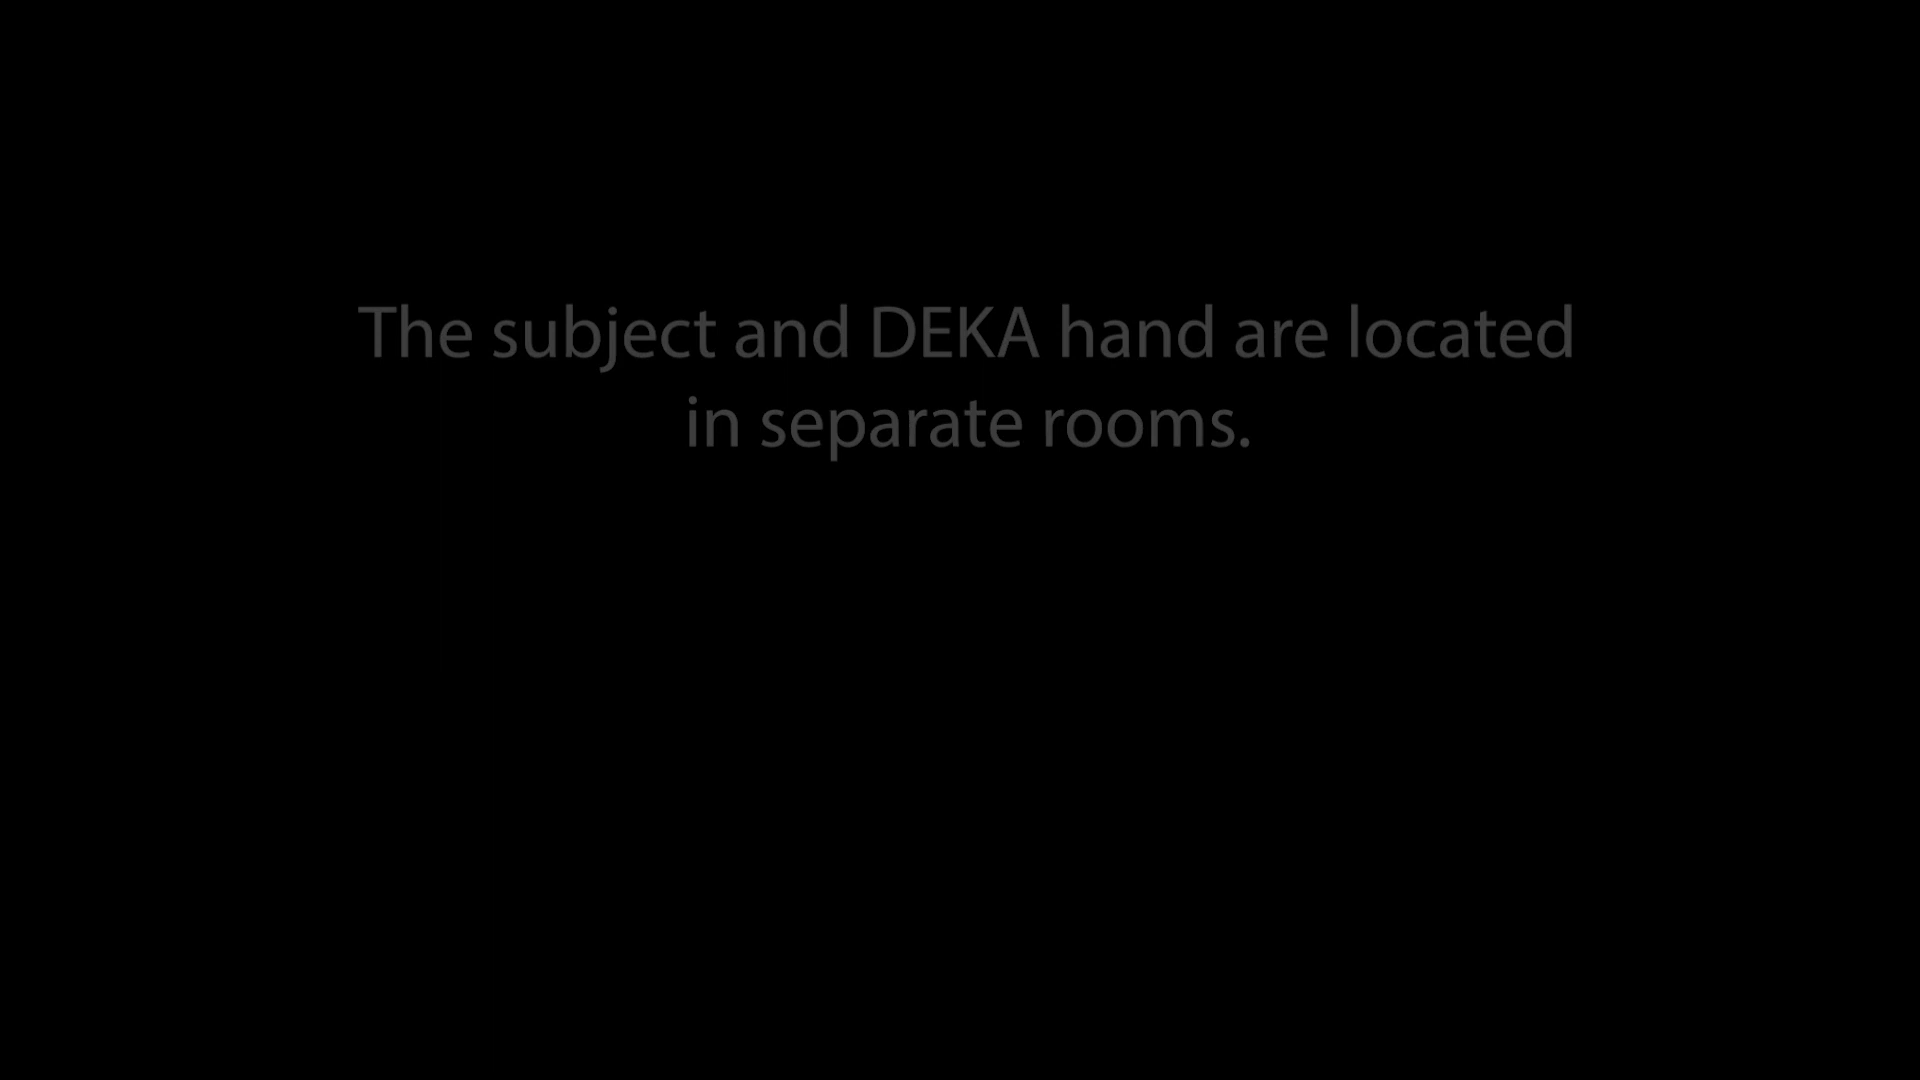 The subject and DEKA hand are located
in separate rooms.